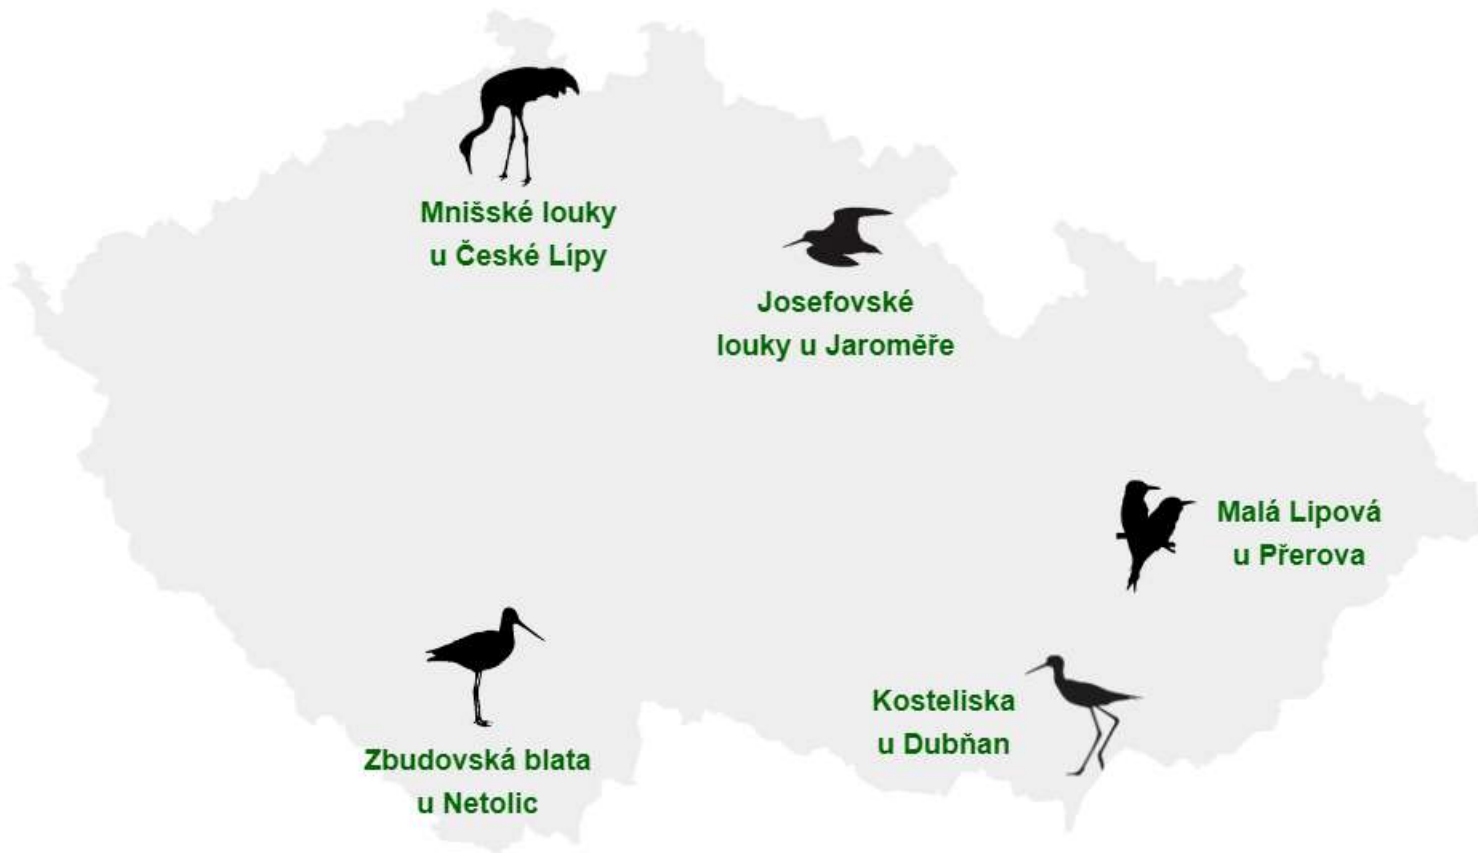 Mnišské louky
u České Lípy
Josefovské
louky u Jaroměře
Malá Lipová
u Přerova
Kosteliska
u Dubňan
Zbudovská blata
u Netolic